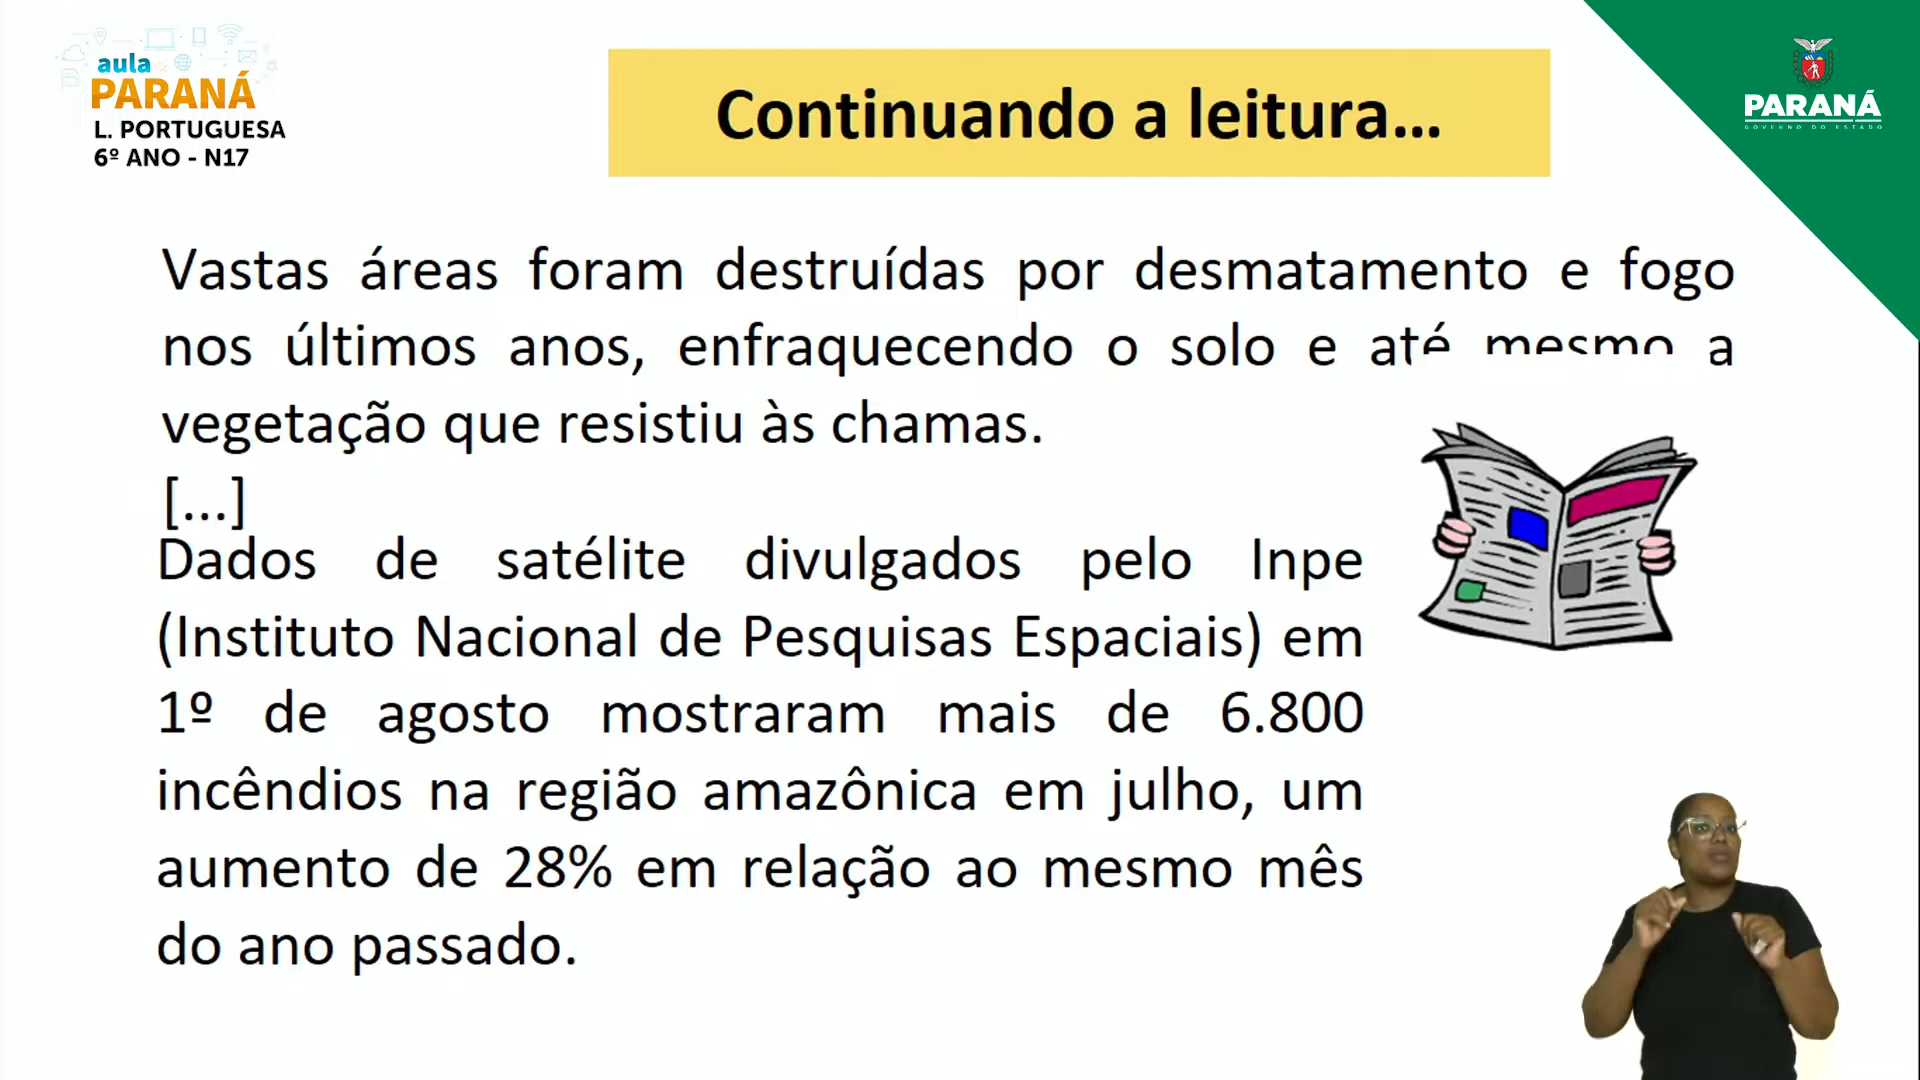 aula
PARANÁ
L. PORTUGUESA
6º ANO - N17
Continuando a leitura...
PARANÁ
GOVERNO DO ESTADO
Vastas áreas foram destruídas por desmatamento e fogo
nos últimos anos, enfraquecendo o solo e até mesmo a
vegetação que resistiu às chamas.
[...]
Dados de satélite divulgados pelo Inpe
(Instituto Nacional de Pesquisas Espaciais) em
1º de agosto mostraram mais de 6.800
incêndios na região amazônica em julho, um
aumento de 28% em relação ao mesmo mês
do ano passado.